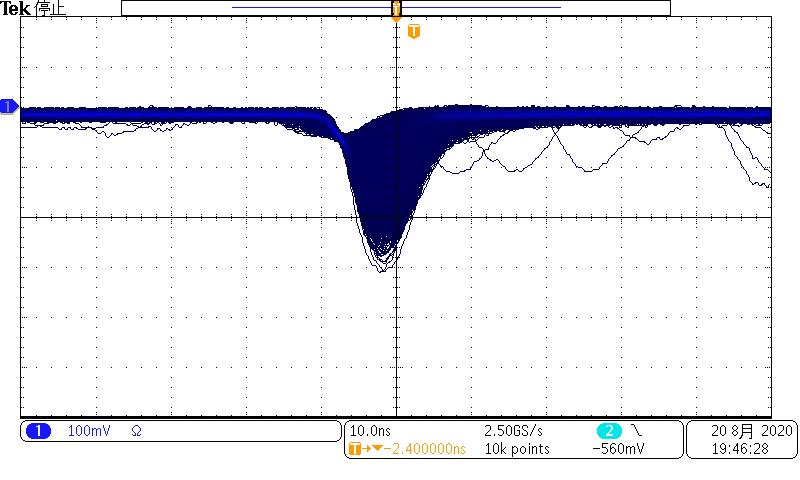 Tek 停止
T
T
1
1 100mV Ω
10.0ns 2.50GS/s 2 -560mV
T→▼-2.400000ns 10k points
20 8月 2020
19:46:28